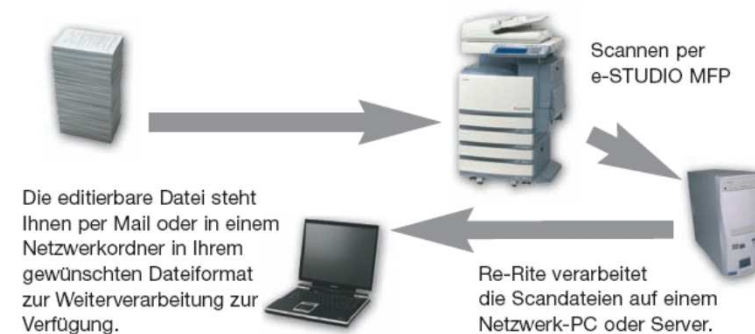 Scannen per
e-STUDIO MFP
Die editierbare Datei steht
Ihnen per Mail oder in einem
Netzwerkordner in Ihrem
gewünschten Dateiformat
zur Weiterverarbeitung zur
Verfügung.
Re-Rite verarbeitet
die Scandateien auf einem
Netzwerk-PC oder Server.